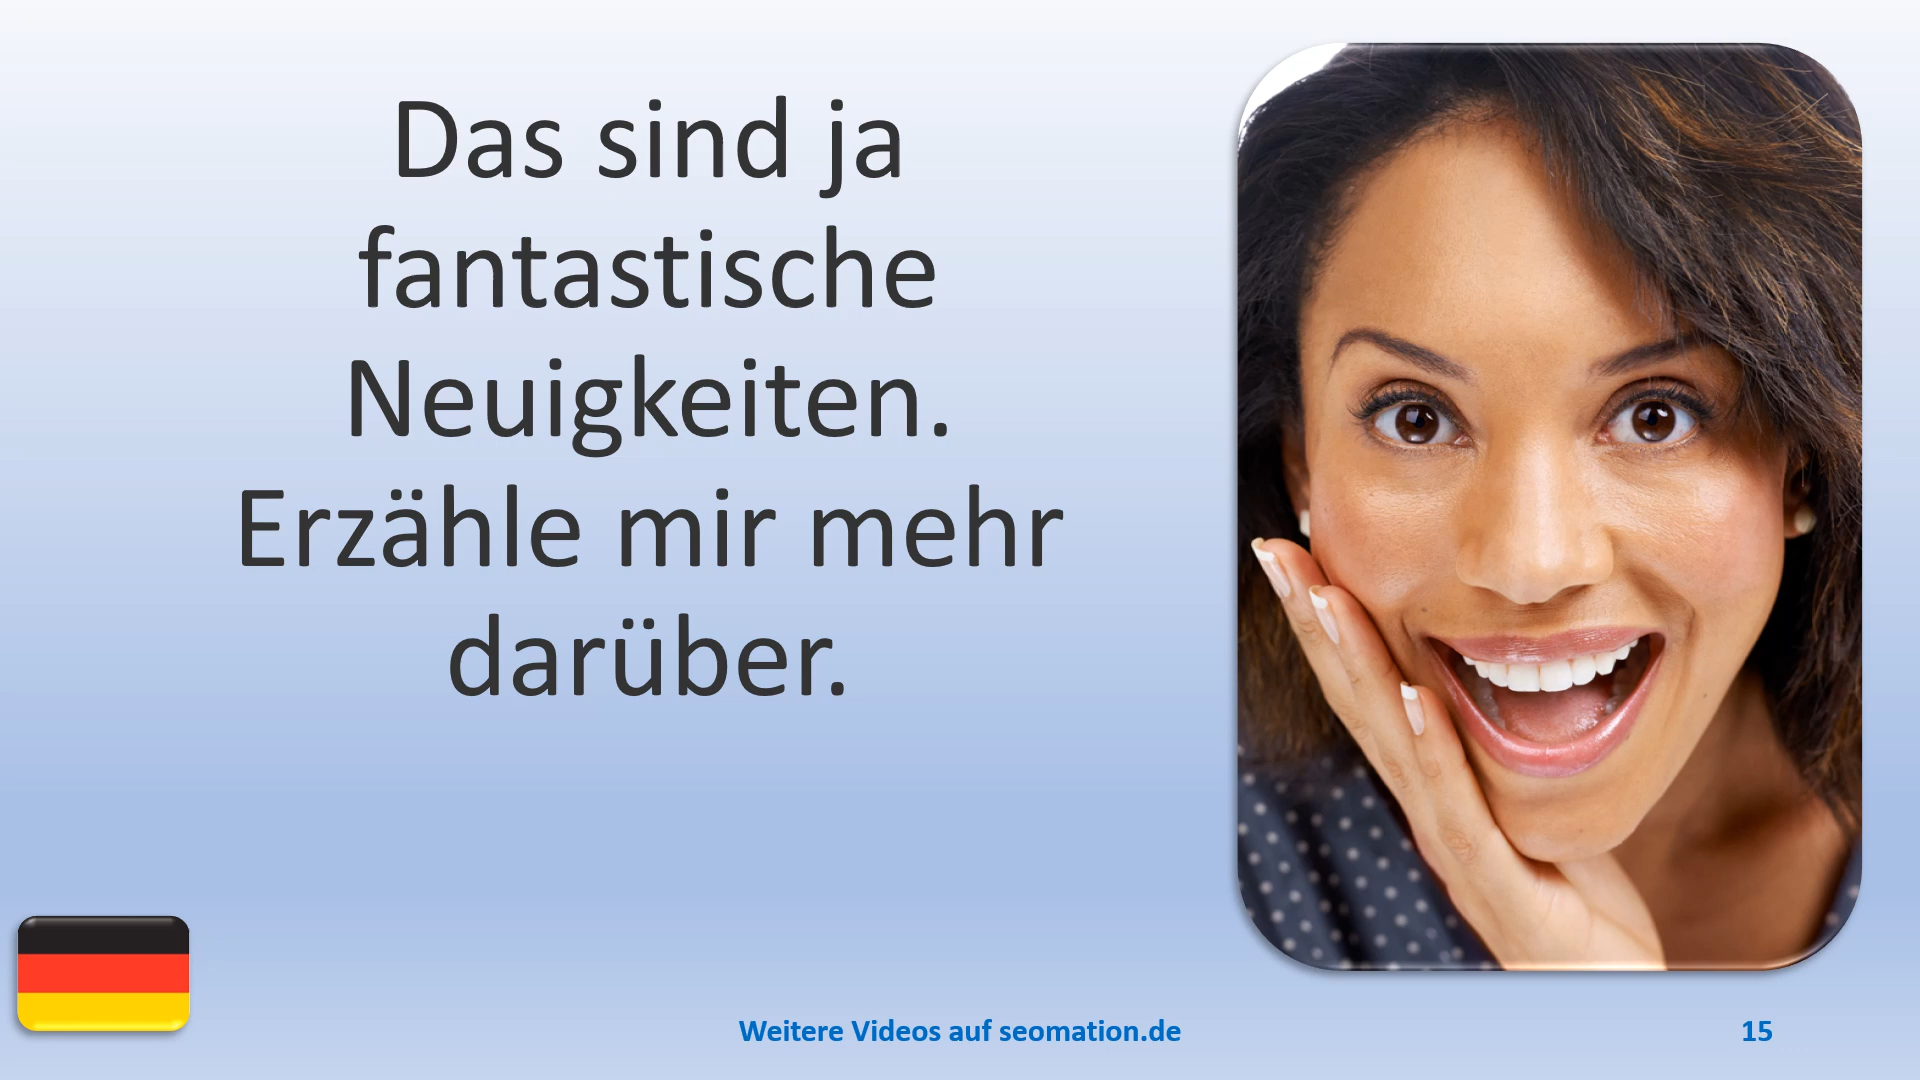 Das sind ja
fantastische
Neuigkeiten.
Erzähle mir mehr
darüber.
Weitere Videos auf seomation.de
15